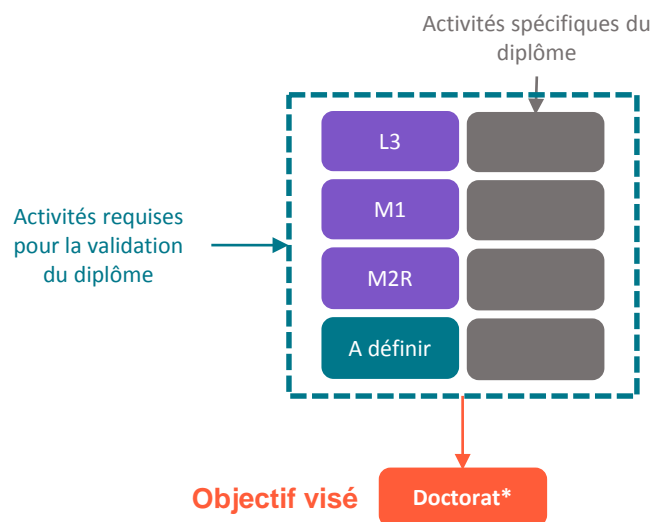 Activités spécifiques du
diplôme
L3
M1
Activités requises
pour la validation
du diplôme
M2R
A définir
Objectif visé
Doctorat*